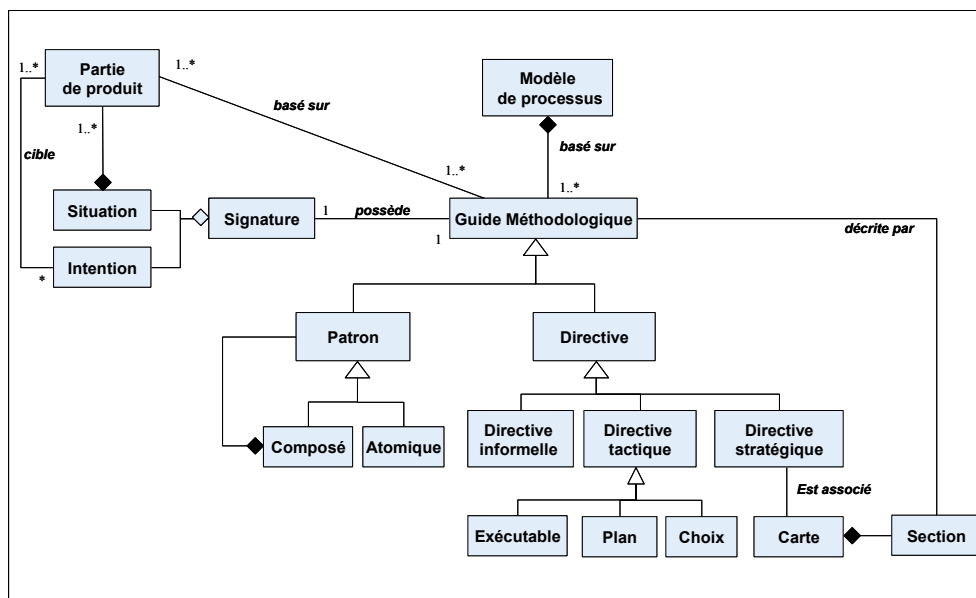 1..*
Partie
de produit
1..*
Modèle
de processus
basé sur
1..*
cible
basé sur
1..*
1..*
Situation
Signature
1
possède
Guide Méthodologique
décrite par
1
Intention
*
Patron
Directive
Composé
Atomique
Directive
informelle
Directive
tactique
Directive
stratégique
Est associé
Exécutable
Plan
Choix
Carte
Section